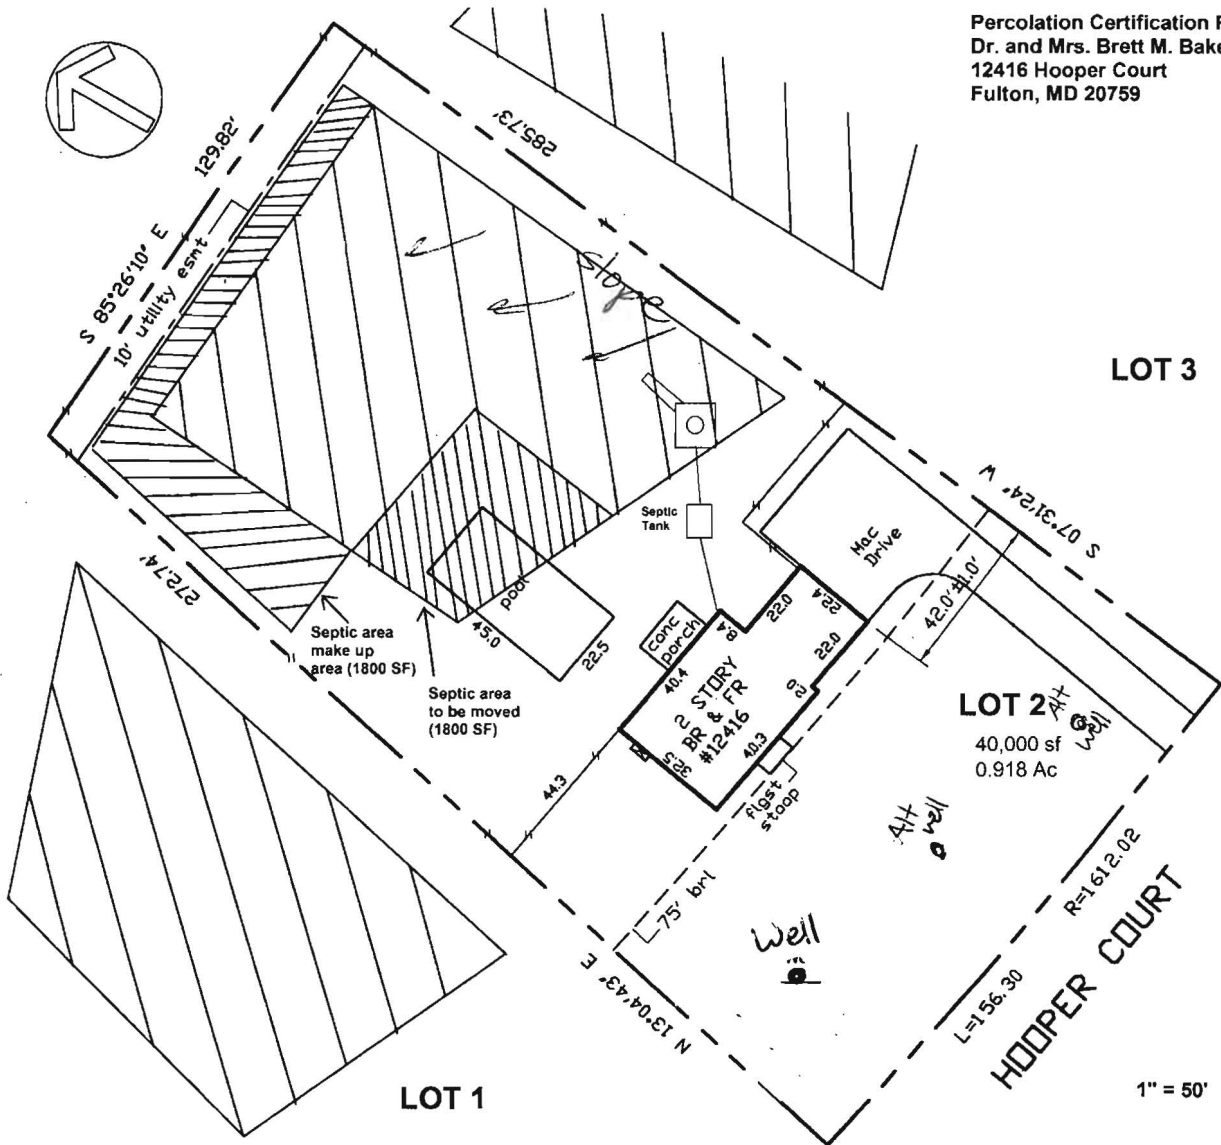 Percolation Certification
Dr. and Mrs. Brett M. Bake
12416 Hooper Court
Fulton, MD 20759
129.82'
S 85°26'10" E
10' utility esmt
285.73'
Slope
LOT 3
S 07°31'24" W
Septic
Tank
Mac
Drive
42.0'±1.0'
272.74'
pool
45.0
22.5
Septic area
make up
area (1800 SF)
Septic area
to be moved
(1800 SF)
conc
porch
8.4
22.0
22.4
22.0
2.0
40.4
2 STORY
BR & FR
#12416
40.3
32.5
44.3
flgst
stoop
75' brl
LOT 2
40,000 sf
0.918 Ac
Alt
Well
Alt
well
Well
N 13°04'43" E
R=1612.02
L=156.30
HOOPER COURT
LOT 1
1" = 50'